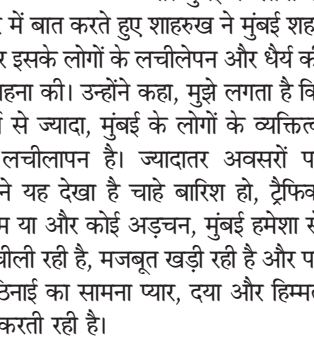 में बात करते हुए शाहरुख ने मुंबई शह
इसके लोगों के लचीलेपन और धैर्य क
हना की। उन्होंने कहा, मुझे लगता है कि
से ज्यादा, मुंबई के लोगों के व्यक्तित्व
लचीलापन है। ज्यादातर अवसरों प
ने यह देखा है चाहे बारिश हो, ट्रैफिक
म या और कोई अड़चन, मुंबई हमेशा से
चीली रही है, मजबूत खड़ी रही है और प
ठिनाई का सामना प्यार, दया और हिम्मत
करती रही है।